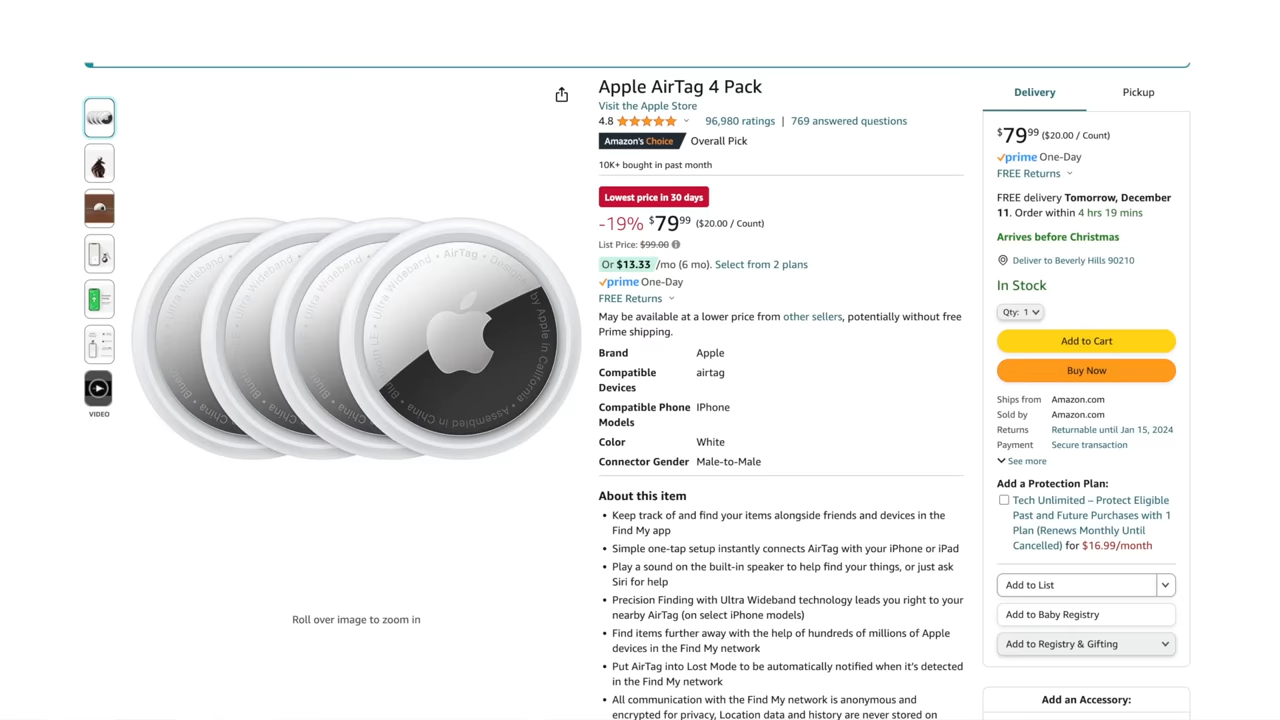 Apple AirTag 4 Pack
Visit the Apple Store
4.8
96,980 ratings | 769 answered questions
Amazon's Choice Overall Pick
10K+ bought in past month
Lowest price in 30 days
-19% $79.99 ($20.00 / Count)
List Price: $99.00
Or $13.33 /mo (6 mo). Select from 2 plans
prime One-Day
FREE Returns
May be available at a lower price from other sellers, potentially without free
Prime shipping.
Brand Apple
Compatible Devices airtag
Compatible Phone Models IPhone
Color White
Connector Gender Male-to-Male
About this item
• Keep track of and find your items alongside friends and devices in the
Find My app
• Simple one-tap setup instantly connects AirTag with your iPhone or iPad
• Play a sound on the built-in speaker to help find your things, or just ask
Siri for help
• Precision Finding with Ultra Wideband technology leads you right to your
nearby AirTag (on select iPhone models)
• Find items further away with the help of hundreds of millions of Apple
devices in the Find My network
• Put AirTag into Lost Mode to be automatically notified when it's detected
in the Find My network
• All communication with the Find My network is anonymous and
encrypted for privacy, Location data and history are never stored on
VIDEO
Ultra Wideband
Ultra Wideband
Ultra Wideband
AirTag • Designed by Apple in California • Assembled in China
Roll over image to zoom in
Delivery
Pickup
$79.99 ($20.00 / Count)
prime One-Day
FREE Returns
FREE delivery Tomorrow, December
11. Order within 4 hrs 19 mins
Arrives before Christmas
Deliver to Beverly Hills 90210
In Stock
Qty: 1
Add to Cart
Buy Now
Ships from Amazon.com
Sold by Amazon.com
Returns Returnable until Jan 15, 2024
Payment Secure transaction
See more
Add a Protection Plan:
Tech Unlimited – Protect Eligible
Past and Future Purchases with 1
Plan (Renews Monthly Until
Cancelled) for $16.99/month
Add to List
Add to Baby Registry
Add to Registry & Gifting
Add an Accessory: